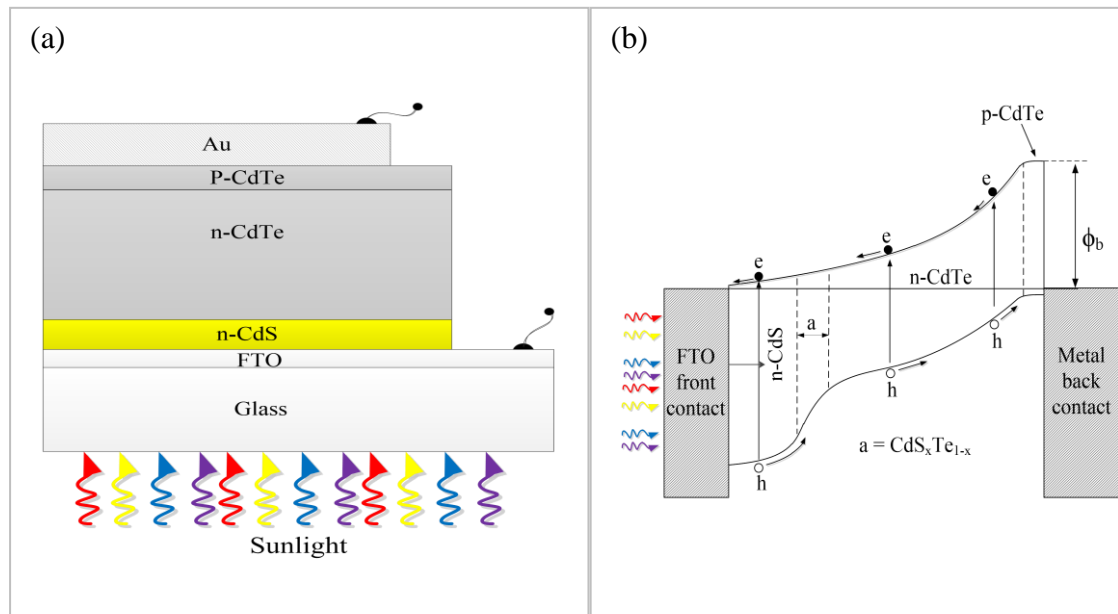 (a)
Au
P-CdTe
n-CdTe
n-CdS
FTO
Glass
Sunlight
(b)
p-CdTe
e
e
e
ϕb
n-CdTe
n-CdS
a
FTO
front
contact
h
h
h
a = CdSxTe1-x
Metal
back
contact